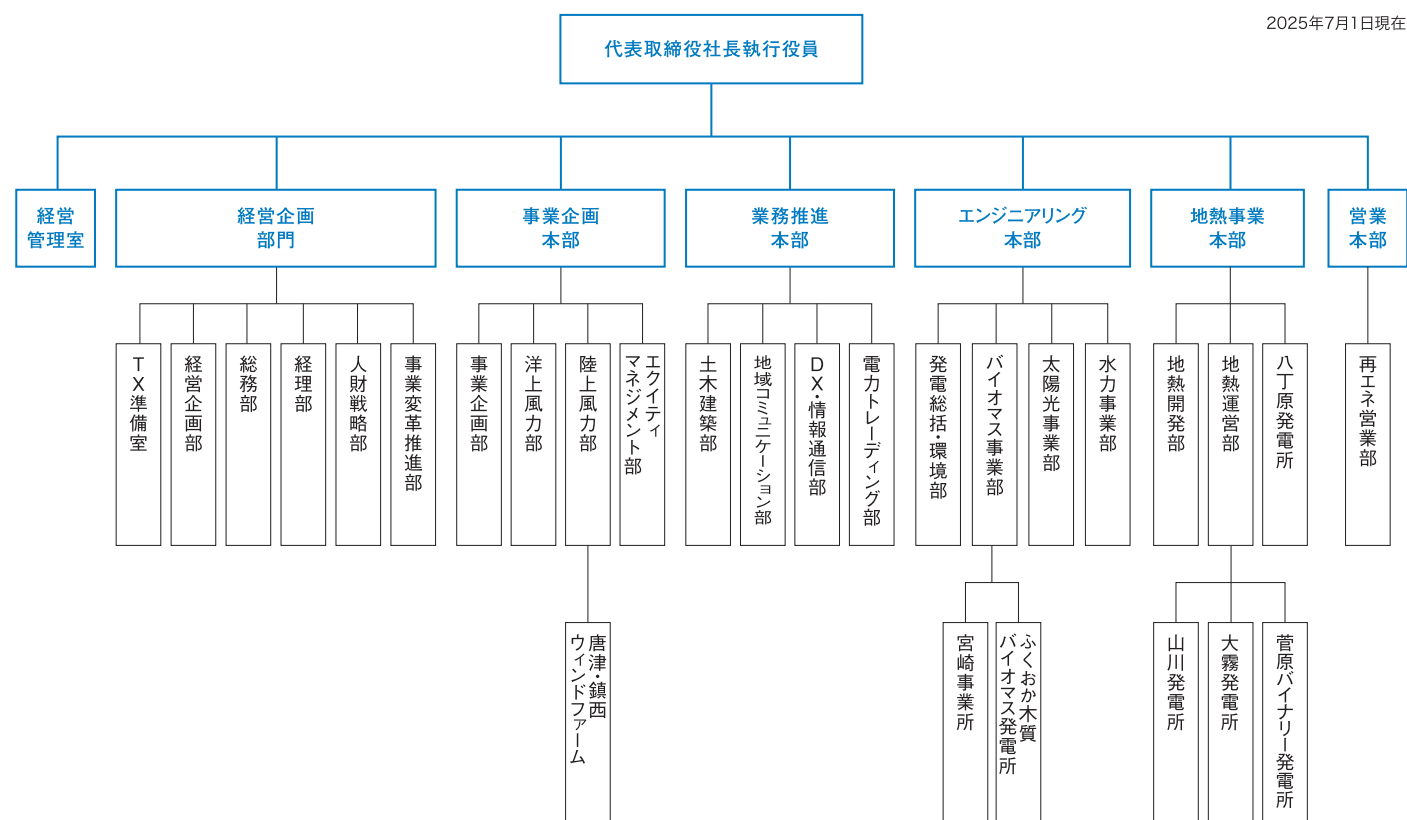 2025年7月1日現在
代表取締役社長執行役員
経営
管理室
経営企画
部門
事業企画
本部
業務推進
本部
エンジニアリング
本部
地熱事業
本部
営業
本部
TX準備室
経営企画部
総務部
経理部
人財戦略部
事業変革推進部
事業企画部
洋上風力部
陸上風力部
エクイティ
マネジメント部
土木建築部
地域コミュニケーション部
DX・情報通信部
電力トレーディング部
発電総括・環境部
バイオマス事業部
太陽光事業部
水力事業部
地熱開発部
地熱運営部
八丁原発電所
再エネ営業部
唐津・鎮西
ウィンドファーム
宮崎事業所
ふくおか木質
バイオマス発電所
山川発電所
大霧発電所
菅原バイナリー発電所